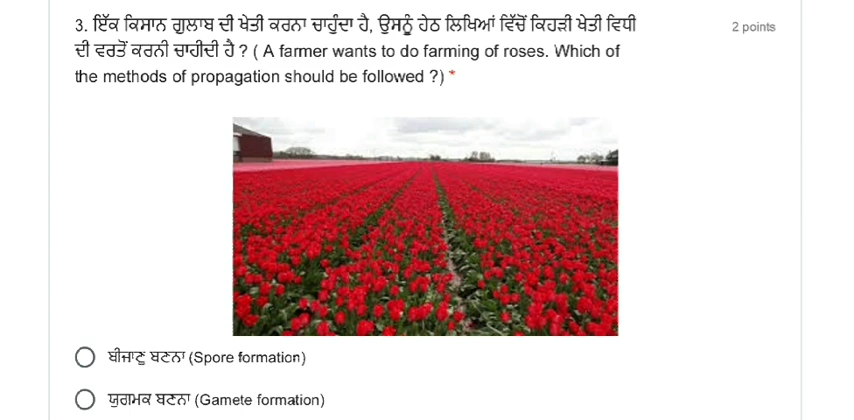 3. ਇੱਕ ਕਿਸਾਨ ਗੁਲਾਬ ਦੀ ਖੇਤੀ ਕਰਨਾ ਚਾਹੁੰਦਾ ਹੈ, ਉਸਨੂੰ ਹੇਠ ਲਿਖਿਆਂ ਵਿੱਚੋਂ ਕਿਹੜੀ ਖੇਤੀ ਵਿਧੀ 2 points
ਦੀ ਵਰਤੋਂ ਕਰਨੀ ਚਾਹੀਦੀ ਹੈ ? ( A farmer wants to do farming of roses. Which of
the methods of propagation should be followed ?) *
ਬੀਜਾਣੂ ਬਣਨਾ (Spore formation)
ਯੁਗਮਕ ਬਣਨਾ (Gamete formation)